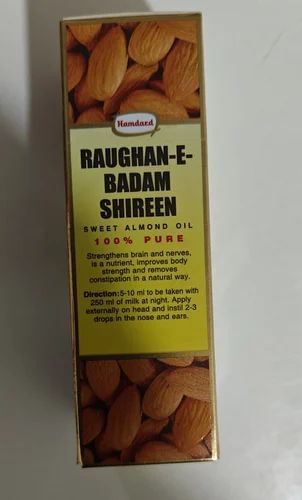 Hamdard
RAUGHAN-E-
BADAM
SHIREEN
SWEET ALMOND OIL
100% PURE
Strengthens brain and nerves,
is a nutrient, improves body
strength and removes
constipation in a natural way.
Direction:5-10 ml to be taken with
250 ml of milk at night. Apply
externally on head and instil 2-3
drops in the nose and ears.